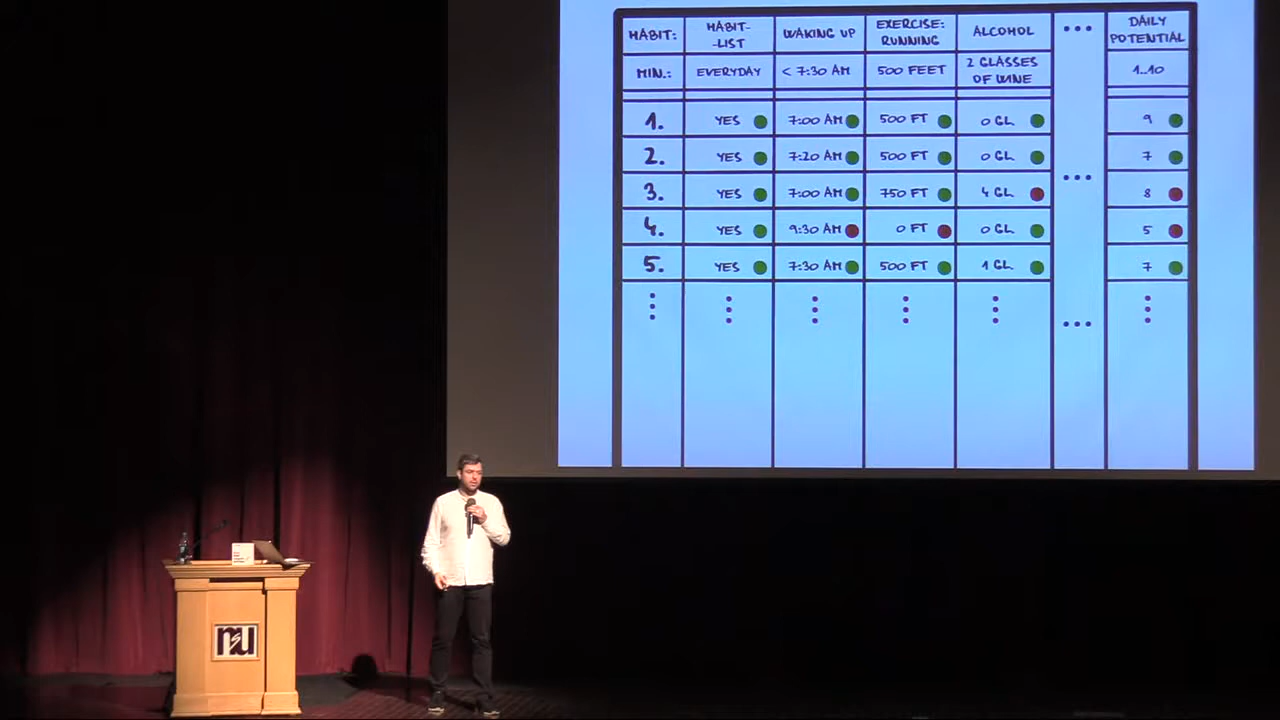 HABIT: HABIT- WAKING UP EXERCISE: ALCOHOL ... DAILY
-LIST RUNNING POTENTIAL
MIN.: EVERYDAY < 7:30 AM 500 FEET 2 GLASSES 1..10
OF WINE
1. YES 7:00 AM 500 FT 0 GL 9
2. YES 7:20 AM 500 FT 0 GL 7
...
3. YES 7:00 AM 750 FT 4 GL 8
4. YES 9:30 AM 0 FT 0 GL 5
5. YES 7:30 AM 500 FT 1 GL 7
...
nsu